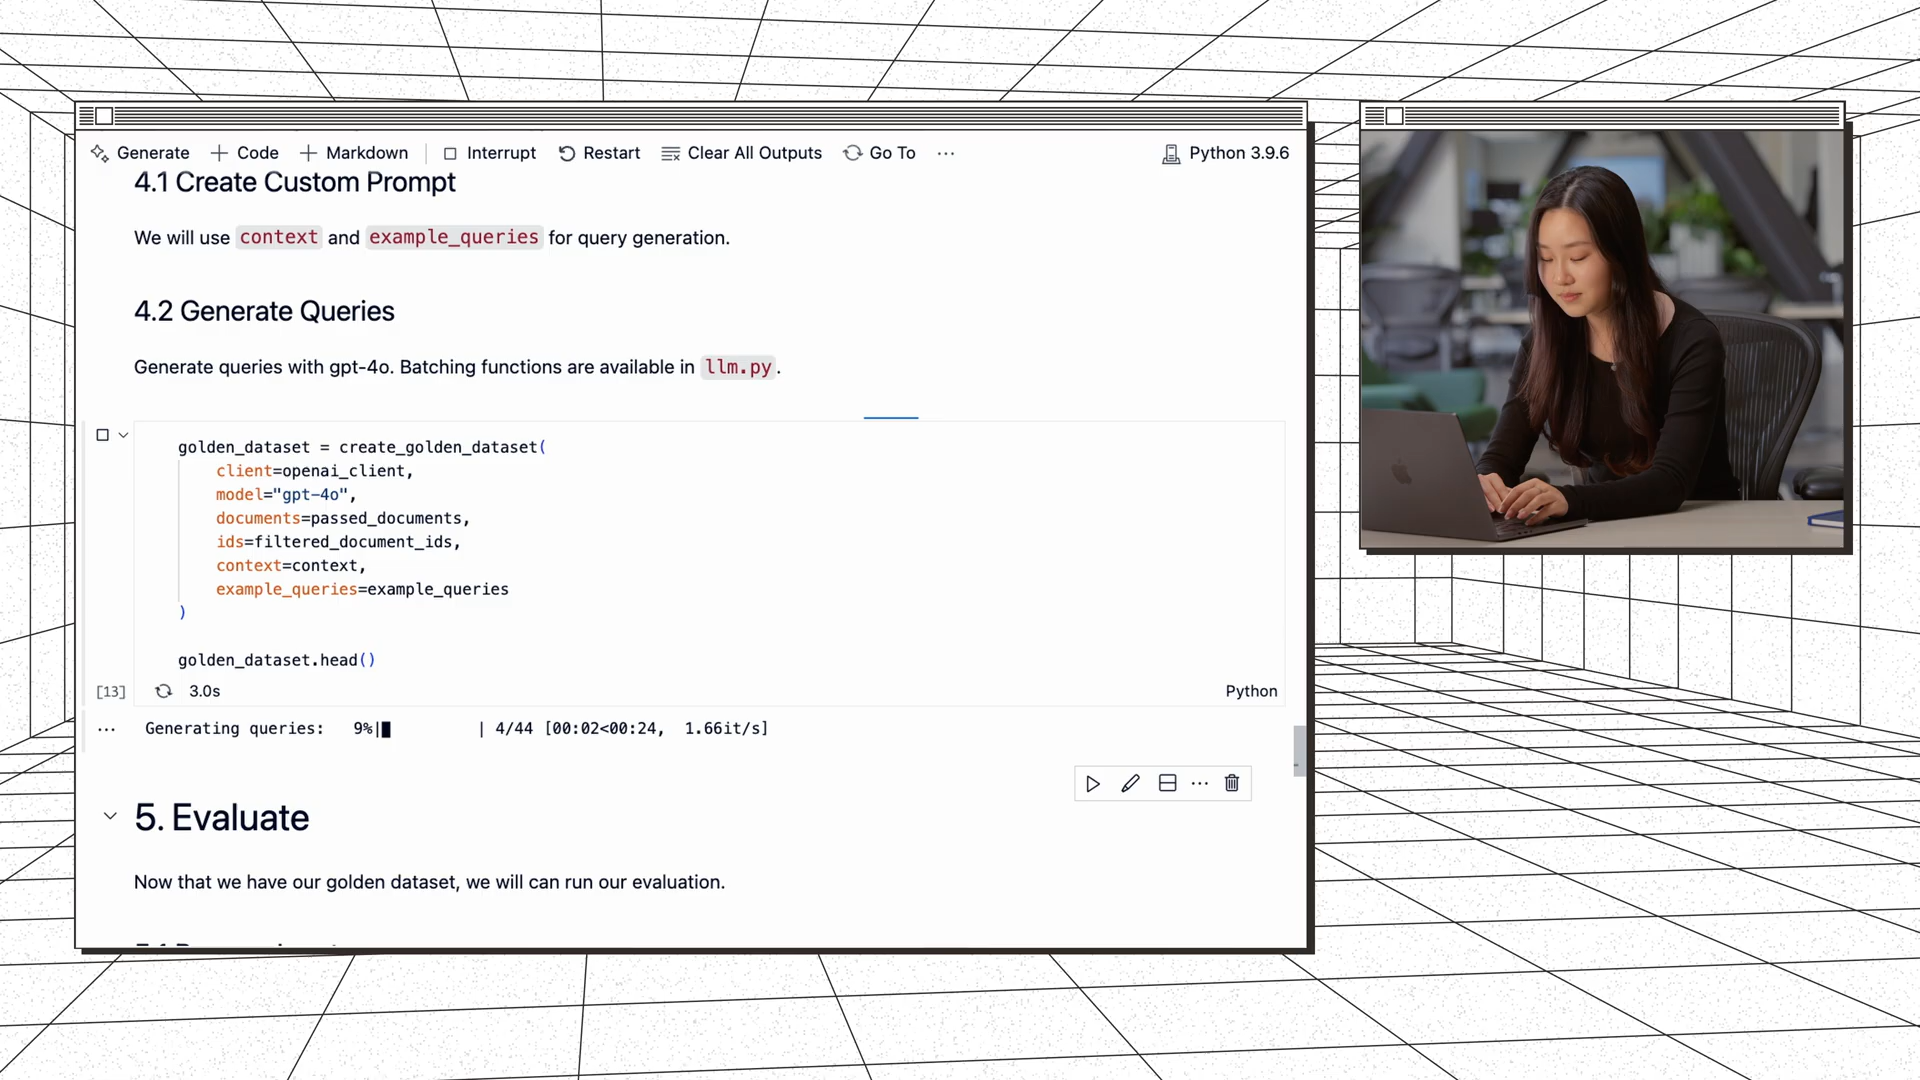 Generate Code Markdown Interrupt Restart Clear All Outputs Go To ... Python 3.9.6
4.1 Create Custom Prompt
We will use context and example_queries for query generation.
4.2 Generate Queries
Generate queries with gpt-4o. Batching functions are available in llm.py.
golden_dataset = create_golden_dataset(
client=openai_client,
model="gpt-4o",
documents=passed_documents,
ids=filtered_document_ids,
context=context,
example_queries=example_queries
)
golden_dataset.head()
[13] 3.0s Python
... Generating queries: 9%| | 4/44 [00:02<00:24, 1.66it/s]
5. Evaluate
Now that we have our golden dataset, we will can run our evaluation.